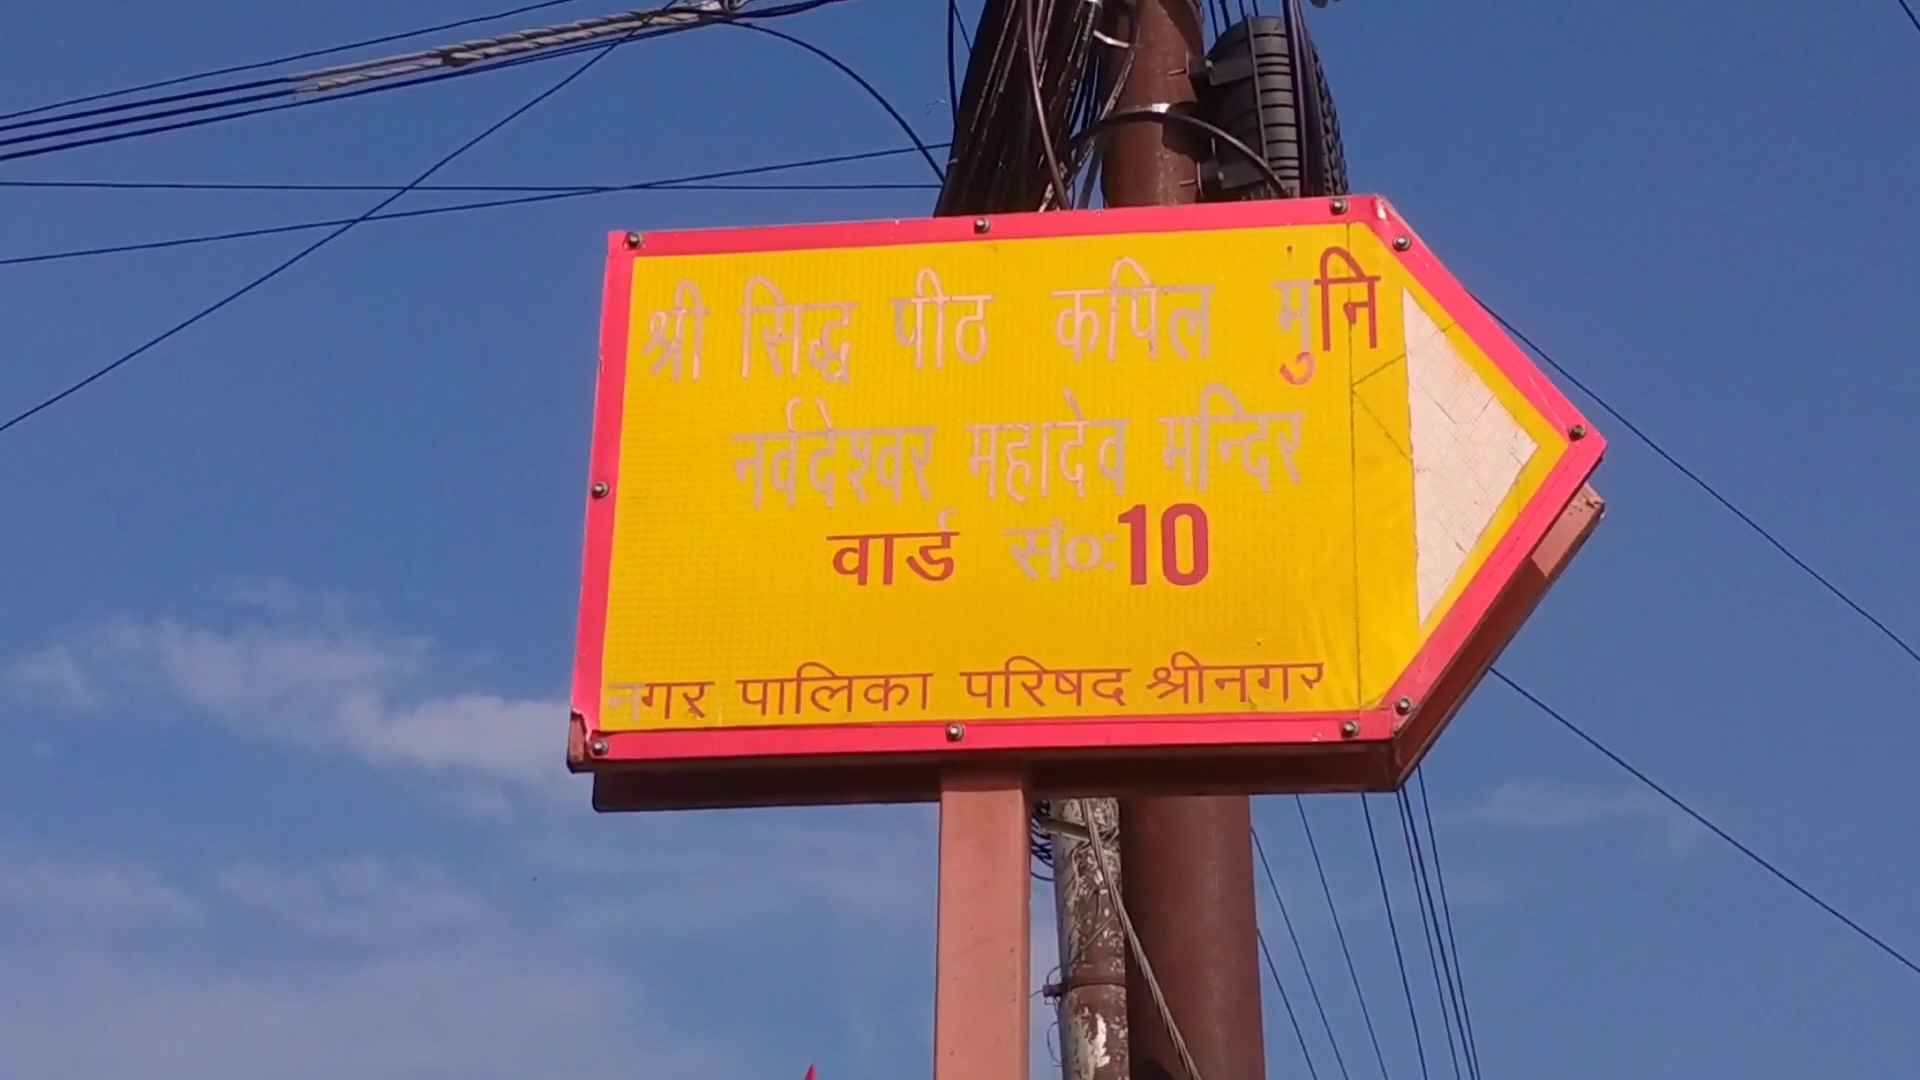 श्री सिद्ध पीठ कपिल मुनि
नर्वदेश्वर महादेव मन्दिर
वार्ड सं०:10
नगर पालिका परिषद श्रीनगर